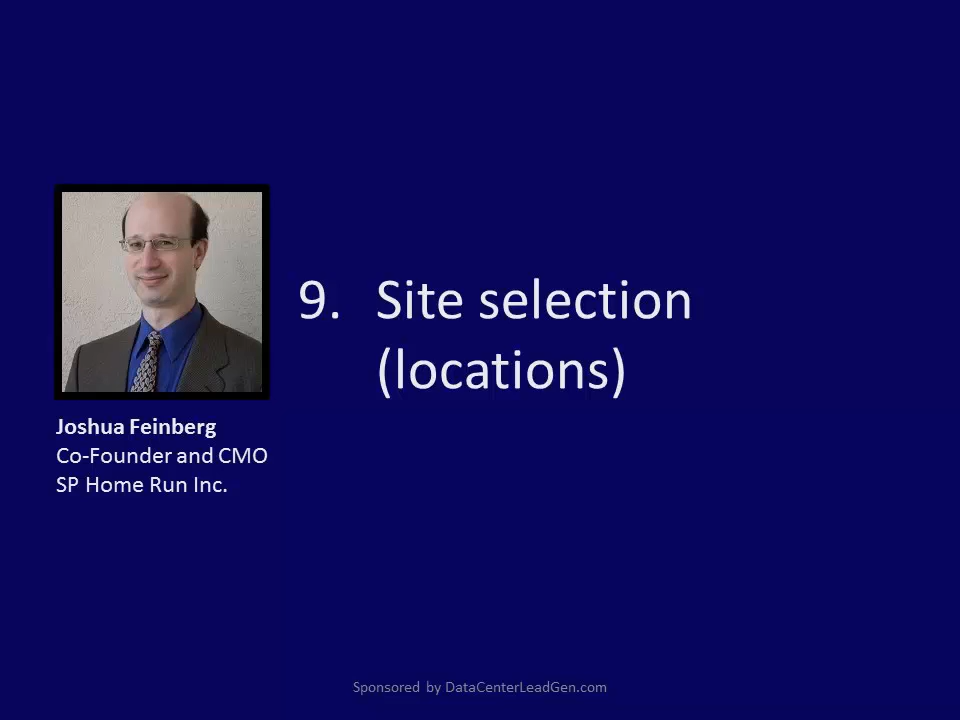 9. Site selection
(locations)
Joshua Feinberg
Co-Founder and CMO
SP Home Run Inc.
Sponsored by DataCenterLeadGen.com